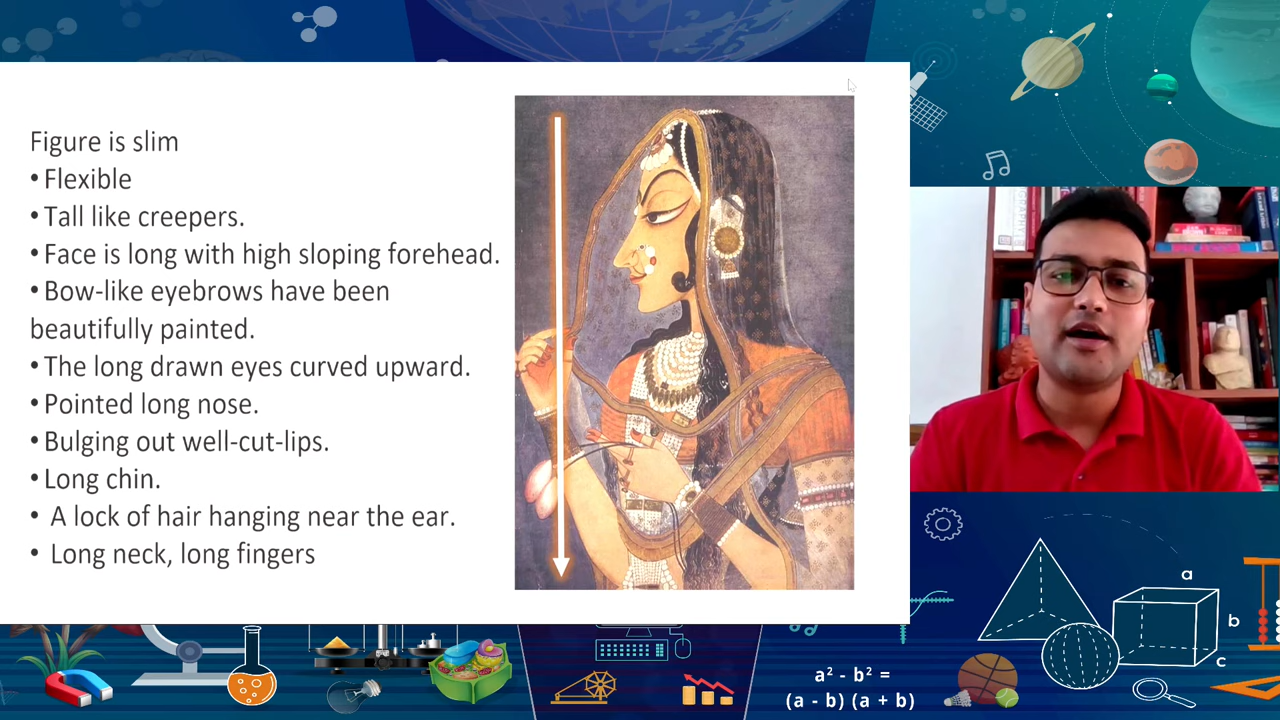 Figure is slim
• Flexible
• Tall like creepers.
• Face is long with high sloping forehead.
• Bow-like eyebrows have been
beautifully painted.
• The long drawn eyes curved upward.
• Pointed long nose.
• Bulging out well-cut-lips.
• Long chin.
• A lock of hair hanging near the ear.
• Long neck, long fingers
a
b
c
a² - b² =
(a - b) (a + b)